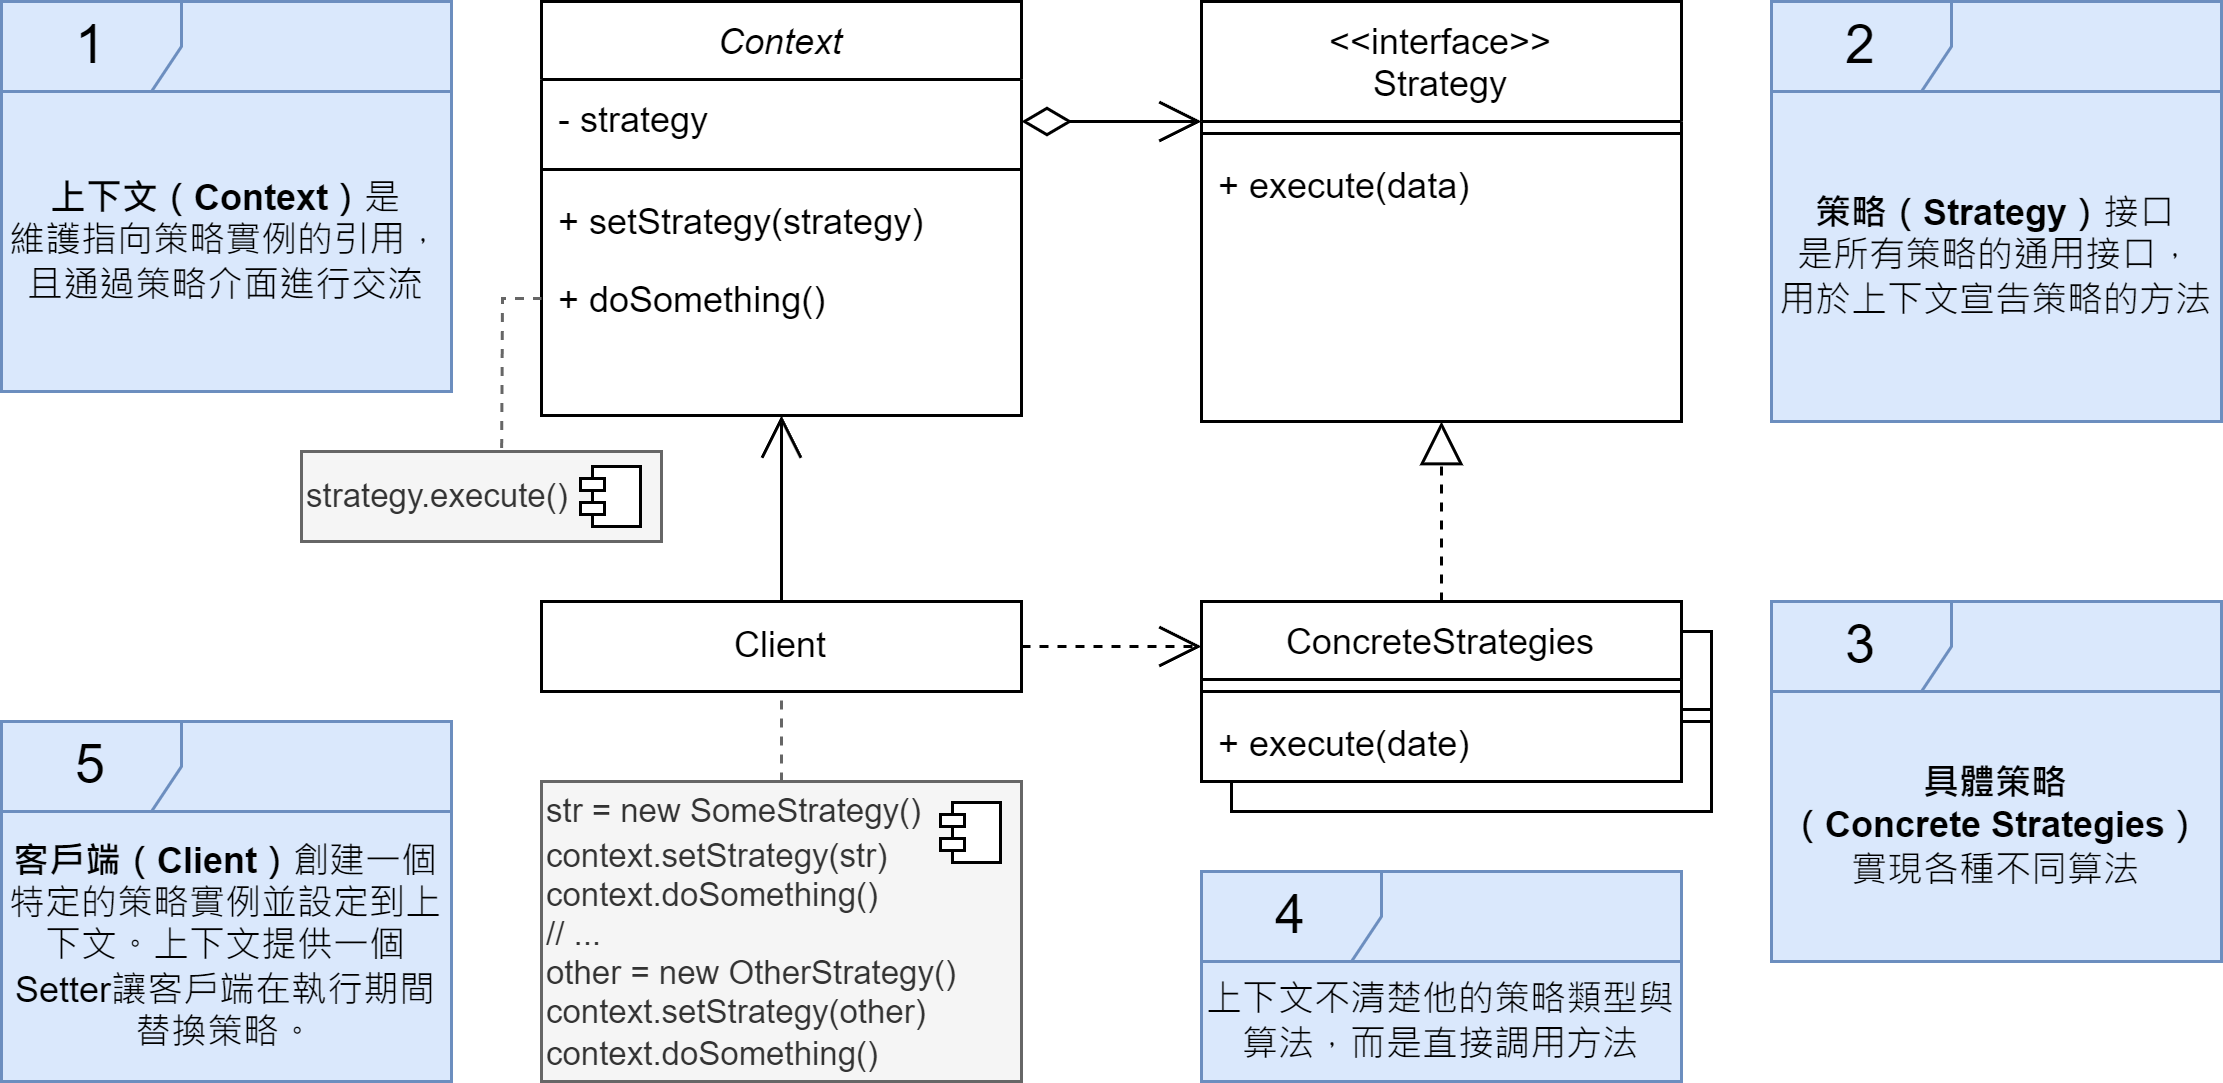 1
上下文（Context）是
維護指向策略實例的引用，
且通過策略介面進行交流
Context
- strategy
+ setStrategy(strategy)
+ doSomething()
<<interface>>
Strategy
+ execute(data)
2
策略（Strategy）接口
是所有策略的通用接口，
用於上下文宣告策略的方法
strategy.execute()
Client
ConcreteStrategies
+ execute(date)
3
具體策略
（Concrete Strategies）
實現各種不同算法
5
客戶端（Client）創建一個
特定的策略實例並設定到上
下文。上下文提供一個
Setter讓客戶端在執行期間
替換策略。
str = new SomeStrategy()
context.setStrategy(str)
context.doSomething()
// ...
other = new OtherStrategy()
context.setStrategy(other)
context.doSomething()
4
上下文不清楚他的策略類型與
算法，而是直接調用方法